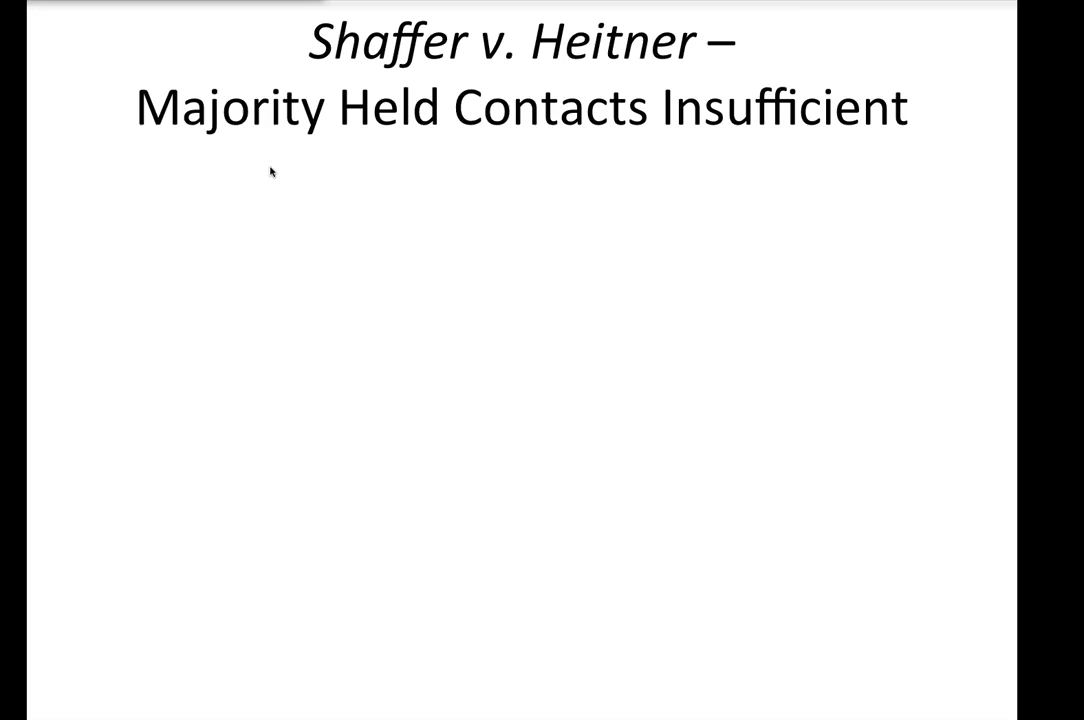 Shaffer v. Heitner –
Majority Held Contacts Insufficient